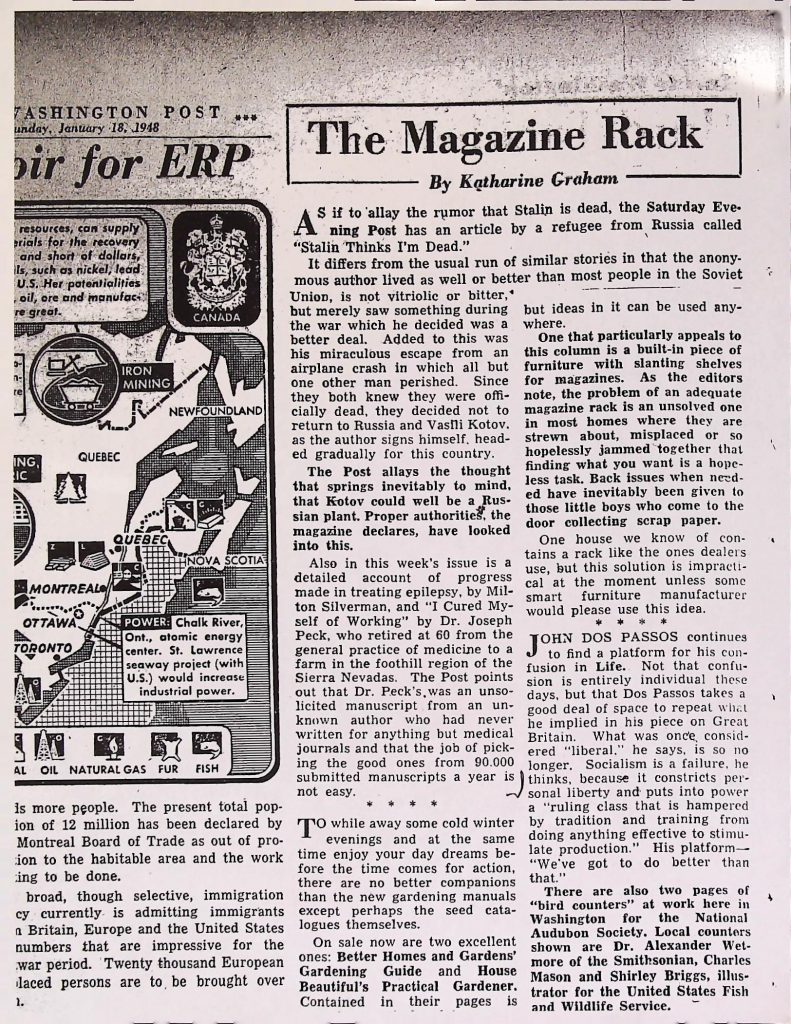 WASHINGTON POST ...
Sunday, January 18, 1948
oir for ERP
resources, can supply
erials for the recovery
and short of dollars,
ls, such as nickel, lead
U.S. Her potentialities
oil, ore and manufac-
re great.
CANADA
IRON
MINING
NEWFOUNDLAND
QUEBEC
NG,
IC
QUEBEC
NOVA SCOTIA
MONTREAL
OTTAWA
TORONTO
POWER: Chalk River,
Ont., atomic energy
center. St. Lawrence
seaway project (with
U.S.) would increase
industrial power.
AL OIL NATURAL GAS FUR FISH
ls more people. The present total pop-
ion of 12 million has been declared by
Montreal Board of Trade as out of pro-
ion to the habitable area and the work
ing to be done.
broad, though selective, immigration
cy currently is admitting immigrants
n Britain, Europe and the United States
numbers that are impressive for the
war period. Twenty thousand European
laced persons are to be brought over
The Magazine Rack
By Katharine Graham
AS if to allay the rumor that Stalin is dead, the Saturday Eve-
ning Post has an article by a refugee from Russia called
"Stalin Thinks I'm Dead."
It differs from the usual run of similar stories in that the anony-
mous author lived as well or better than most people in the Soviet
Union, is not vitriolic or bitter,
but merely saw something during
the war which he decided was a
better deal. Added to this was
his miraculous escape from an
airplane crash in which all but
one other man perished. Since
they both knew they were offi-
cially dead, they decided not to
return to Russia and Vasili Kotov,
as the author signs himself, head-
ed gradually for this country.
The Post allays the thought
that springs inevitably to mind,
that Kotov could well be a Rus-
sian plant. Proper authorities, the
magazine declares, have looked
into this.
Also in this week's issue is a
detailed account of progress
made in treating epilepsy, by Mil-
ton Silverman, and "I Cured My-
self of Working" by Dr. Joseph
Peck, who retired at 60 from the
general practice of medicine to a
farm in the foothill region of the
Sierra Nevadas. The Post points
out that Dr. Peck's was an unso-
licited manuscript from an un-
known author who had never
written for anything but medical
journals and that the job of pick-
ing the good ones from 90.000
submitted manuscripts a year is
not easy.
* * * *
TO while away some cold winter
evenings and at the same
time enjoy your day dreams be-
fore the time comes for action,
there are no better companions
than the new gardening manuals
except perhaps the seed cata-
logues themselves.
On sale now are two excellent
ones: Better Homes and Gardens'
Gardening Guide and House
Beautiful's Practical Gardener.
Contained in their pages is
but ideas in it can be used any-
where.
One that particularly appeals to
this column is a built-in piece of
furniture with slanting shelves
for magazines. As the editors
note, the problem of an adequate
magazine rack is an unsolved one
in most homes where they are
strewn about, misplaced or so
hopelessly jammed together that
finding what you want is a hope-
less task. Back issues when need-
ed have inevitably been given to
those little boys who come to the
door collecting scrap paper.
One house we know of con-
tains a rack like the ones dealers
use, but this solution is impracti-
cal at the moment unless some
smart furniture manufacturer
would please use this idea.
* * * *
JOHN DOS PASSOS continues
to find a platform for his con-
fusion in Life. Not that confu-
sion is entirely individual these
days, but that Dos Passos takes a
good deal of space to repeat what
he implied in his piece on Great
Britain. What was once consid-
ered "liberal," he says, is so no
longer. Socialism is a failure, he
thinks, because it constricts per-
sonal liberty and puts into power
a "ruling class that is hampered
by tradition and training from
doing anything effective to stimu-
late production." His platform—
"We've got to do better than
that."
There are also two pages of
"bird counters" at work here in
Washington for the National
Audubon Society. Local counters
shown are Dr. Alexander Wet-
more of the Smithsonian, Charles
Mason and Shirley Briggs, illus-
trator for the United States Fish
and Wildlife Service.